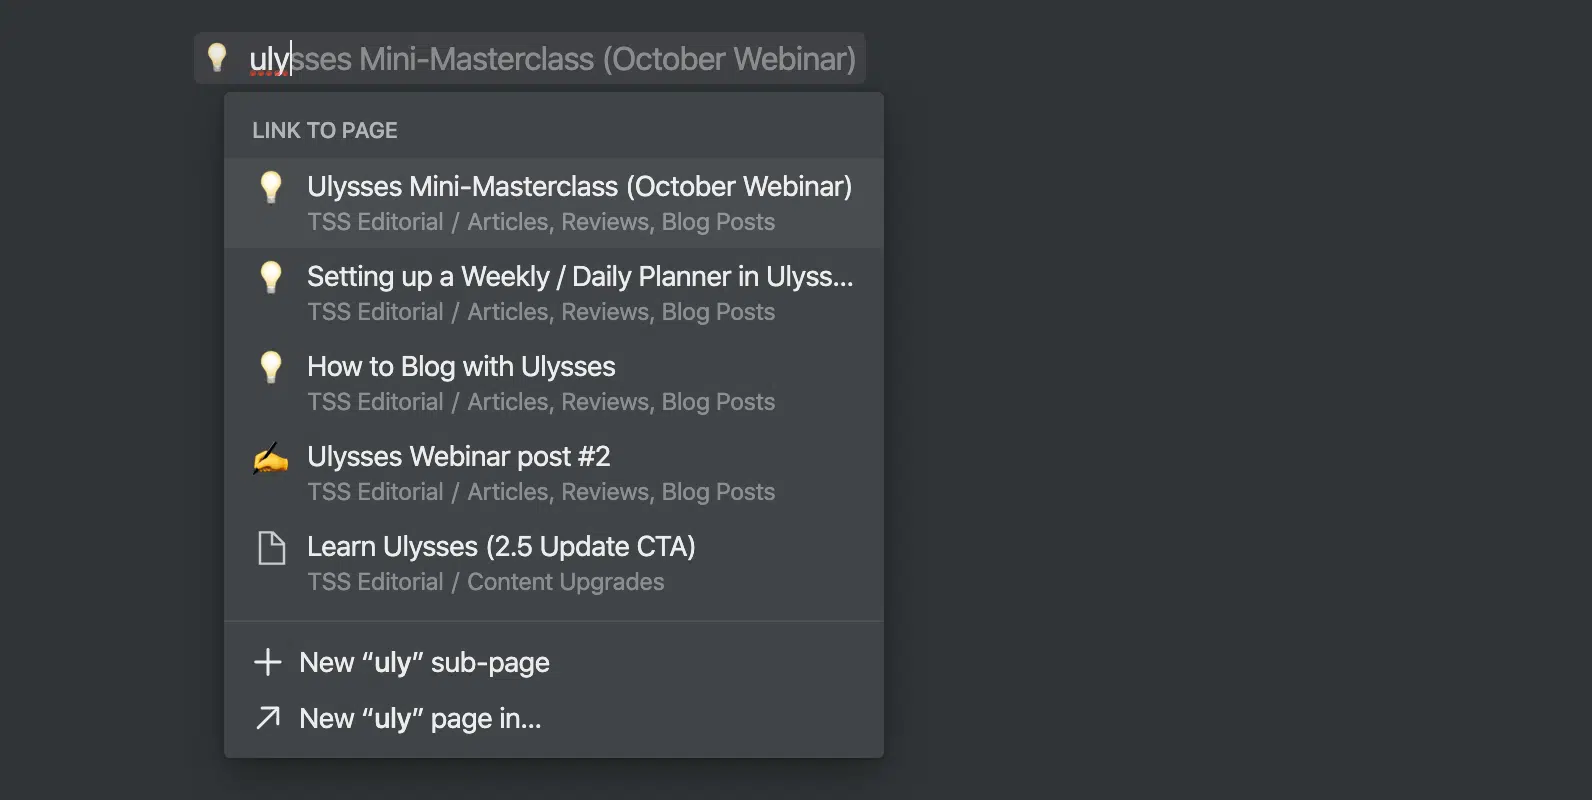 ulysses Mini-Masterclass (October Webinar)
LINK TO PAGE
Ulysses Mini-Masterclass (October Webinar)
TSS Editorial / Articles, Reviews, Blog Posts
Setting up a Weekly / Daily Planner in Ulyss...
TSS Editorial / Articles, Reviews, Blog Posts
How to Blog with Ulysses
TSS Editorial / Articles, Reviews, Blog Posts
Ulysses Webinar post #2
TSS Editorial / Articles, Reviews, Blog Posts
Learn Ulysses (2.5 Update CTA)
TSS Editorial / Content Upgrades
New “uly” sub-page
New “uly” page in...